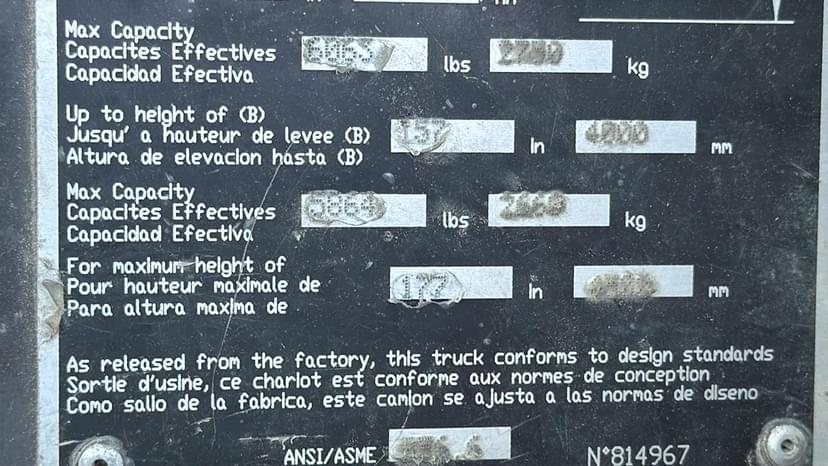 Max Capacity
Capacites Effectives lbs kg
Capacidad Efectiva
Up to height of (B)
Jusqu' a hauteur de levee (B) 157 in 4000 mm
Altura de elevacion hasta (B)
Max Capacity
Capacites Effectives lbs kg
Capacidad Efectiva
For maximum height of
Pour hauteur maximale de 177 in mm
Para altura maxima de
As released from the factory, this truck conforms to design standards
Sortie d'usine, ce chariot est conforme aux normes de conception
Como salio de la fabrica, este camion se ajusta a las normas de diseno
ANSI/ASME N°814967